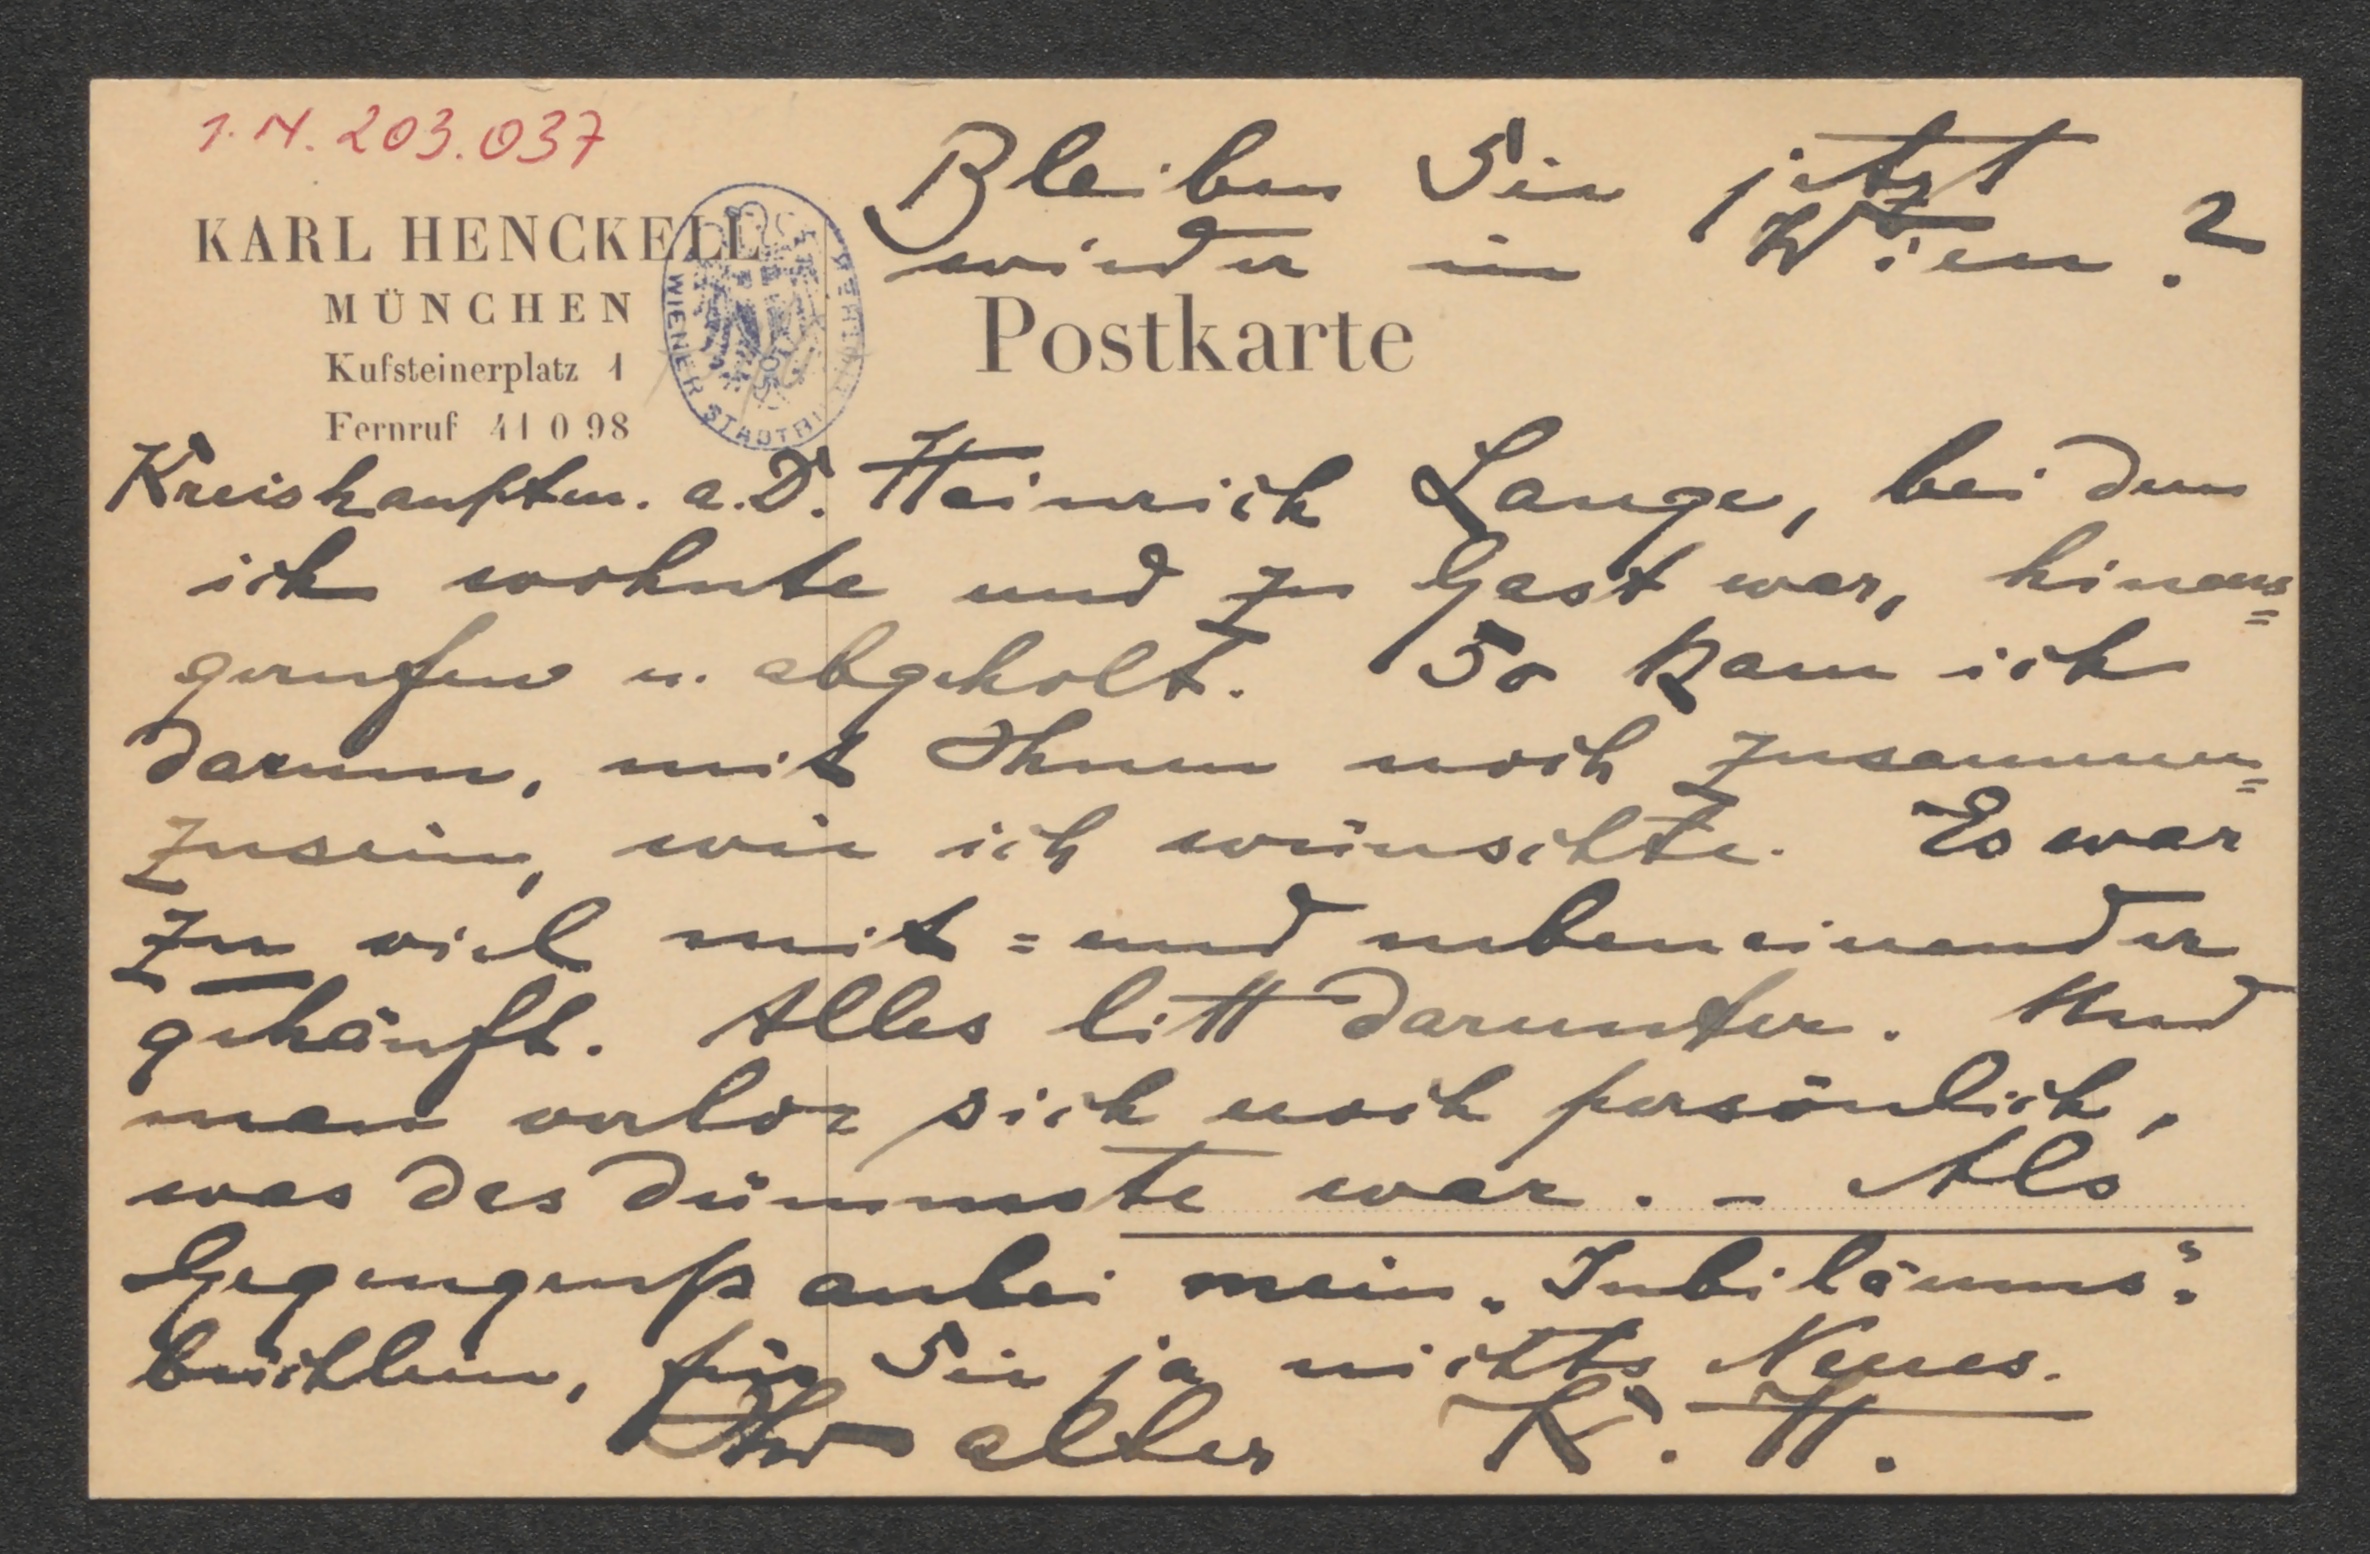 I.N. 203.037
KARL HENCKELL
MÜNCHEN
Kufsteinerplatz 1
Fernruf 41 0 98
WIENER STADTBI
Bleiben Sie jetzt
wieder in Wien?
Postkarte
Kreishauptm. a.D. Heinrich Lange, bei dem
ich wohnte und zu Gast war, hinaus=
gerufen u. abgeholt. So kam ich
darum, mit Ihnen noch zusammen=
zusein, wie ich wünschte. Es war
zu viel mit= und nebeneinander
gehäuft. Alles litt darunter. Und
man verlor sich noch persönlich,
was das dümmste war. – Als
Gegengruß anbei mein „Jubiläums":
büchlein, für Sie ja nichts Neues.
Ihr alter K. H.